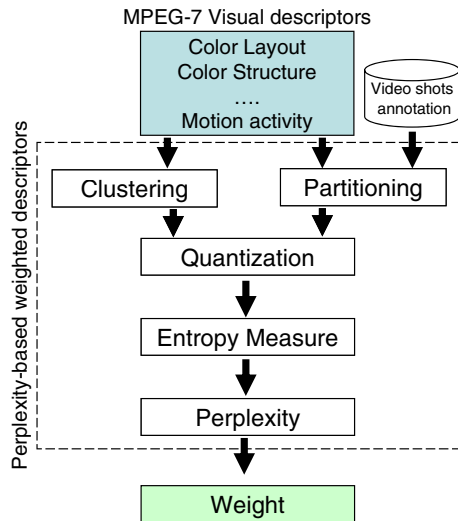 MPEG-7 Visual descriptors
Color Layout
Color Structure
....
Motion activity
Video shots
annotation
Perplexity-based weighted descriptors
Clustering
Partitioning
Quantization
Entropy Measure
Perplexity
Weight